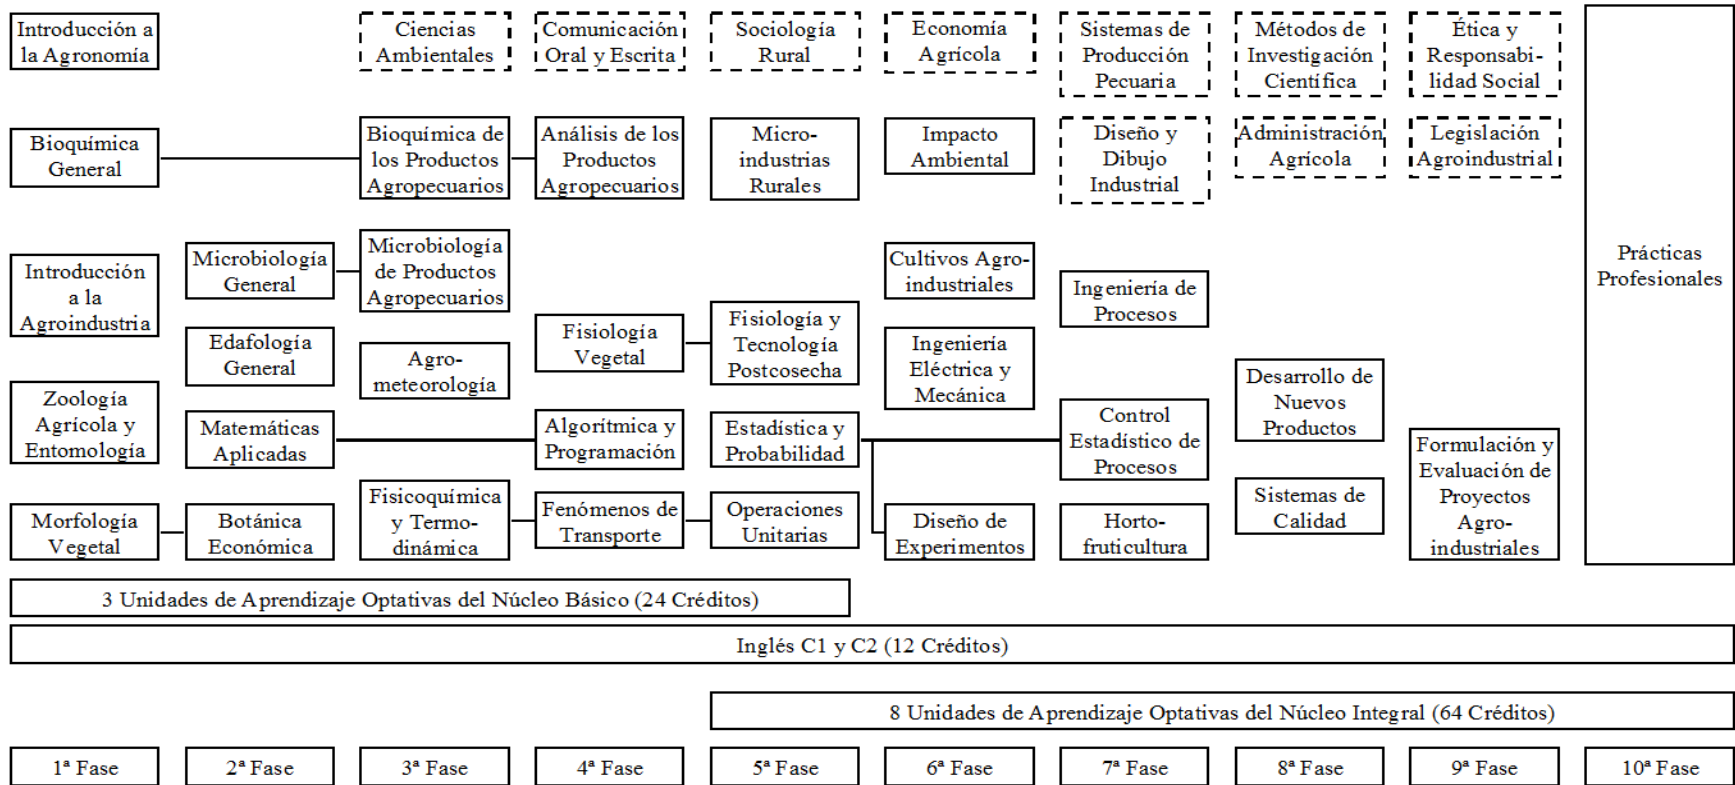 Introducción a
la Agronomía
Ciencias
Ambientales
Comunicación
Oral y Escrita
Sociología
Rural
Economía
Agrícola
Sistemas de
Producción
Pecuaria
Métodos de
Investigación
Científica
Ética y
Responsabi-
lidad Social
Bioquímica
General
Bioquímica de
los Productos
Agropecuarios
Análisis de los
Productos
Agropecuarios
Micro-
industrias
Rurales
Impacto
Ambiental
Diseño y
Dibujo
Industrial
Administración
Agrícola
Legislación
Agroindustrial
Prácticas
Profesionales
Introducción
a la
Agroindustria
Microbiología
General
Microbiología
de Productos
Agropecuarios
Cultivos Agro-
industriales
Ingeniería de
Procesos
Edafología
General
Agro-
meteorología
Fisiología
Vegetal
Fisiología y
Tecnología
Postcosecha
Ingeniería
Eléctrica y
Mecánica
Desarrollo de
Nuevos
Productos
Zoología
Agrícola y
Entomología
Matemáticas
Aplicadas
Algorítmica y
Programación
Estadística y
Probabilidad
Control
Estadístico de
Procesos
Formulación y
Evaluación de
Proyectos
Agro-
industriales
Morfología
Vegetal
Botánica
Económica
Fisicoquímica
y Termo-
dinámica
Fenómenos de
Transporte
Operaciones
Unitarias
Diseño de
Experimentos
Horto-
fruticultura
Sistemas de
Calidad
3 Unidades de Aprendizaje Optativas del Núcleo Básico (24 Créditos)
Inglés C1 y C2 (12 Créditos)
8 Unidades de Aprendizaje Optativas del Núcleo Integral (64 Créditos)
1ª Fase
2ª Fase
3ª Fase
4ª Fase
5ª Fase
6ª Fase
7ª Fase
8ª Fase
9ª Fase
10ª Fase